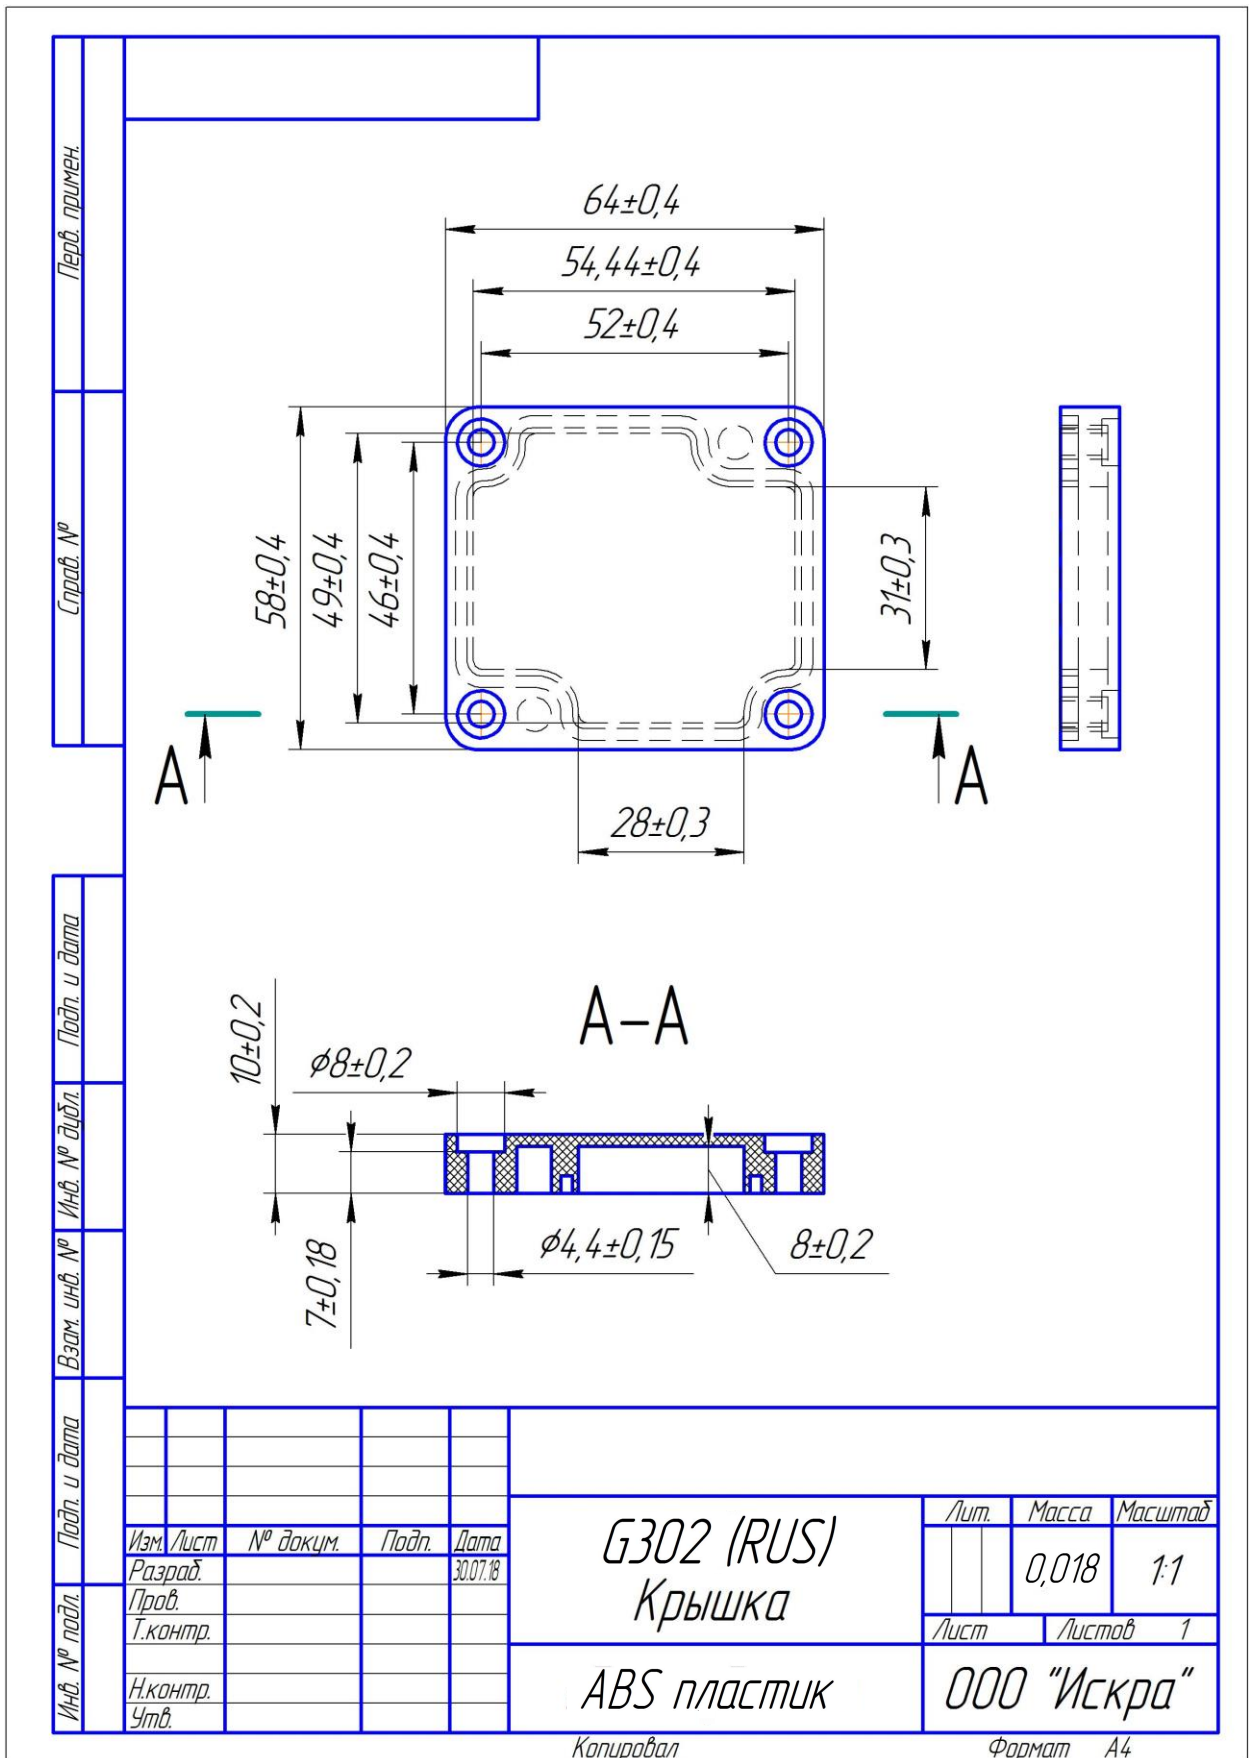 Перв. примен.
Справ. №
Подп. и дата
Инв. № дубл.
Взам. инв. №
Подп. и дата
Инв. № подл.
64±0,4
54,44±0,4
52±0,4
58±0,4
49±0,4
46±0,4
31±0,3
28±0,3
А
А
А-А
10±0,2
φ8±0,2
7±0,18
φ4,4±0,15
8±0,2
Изм. Лист № докум. Подп. Дата
Разраб. 30.07.18
Пров.
Т.контр.
Н.контр.
Утв.
G302 (RUS)
Крышка
ABS пластик
Лит. Масса Масштаб
0,018 1:1
Лист Листов 1
ООО "Искра"
Копировал Формат А4